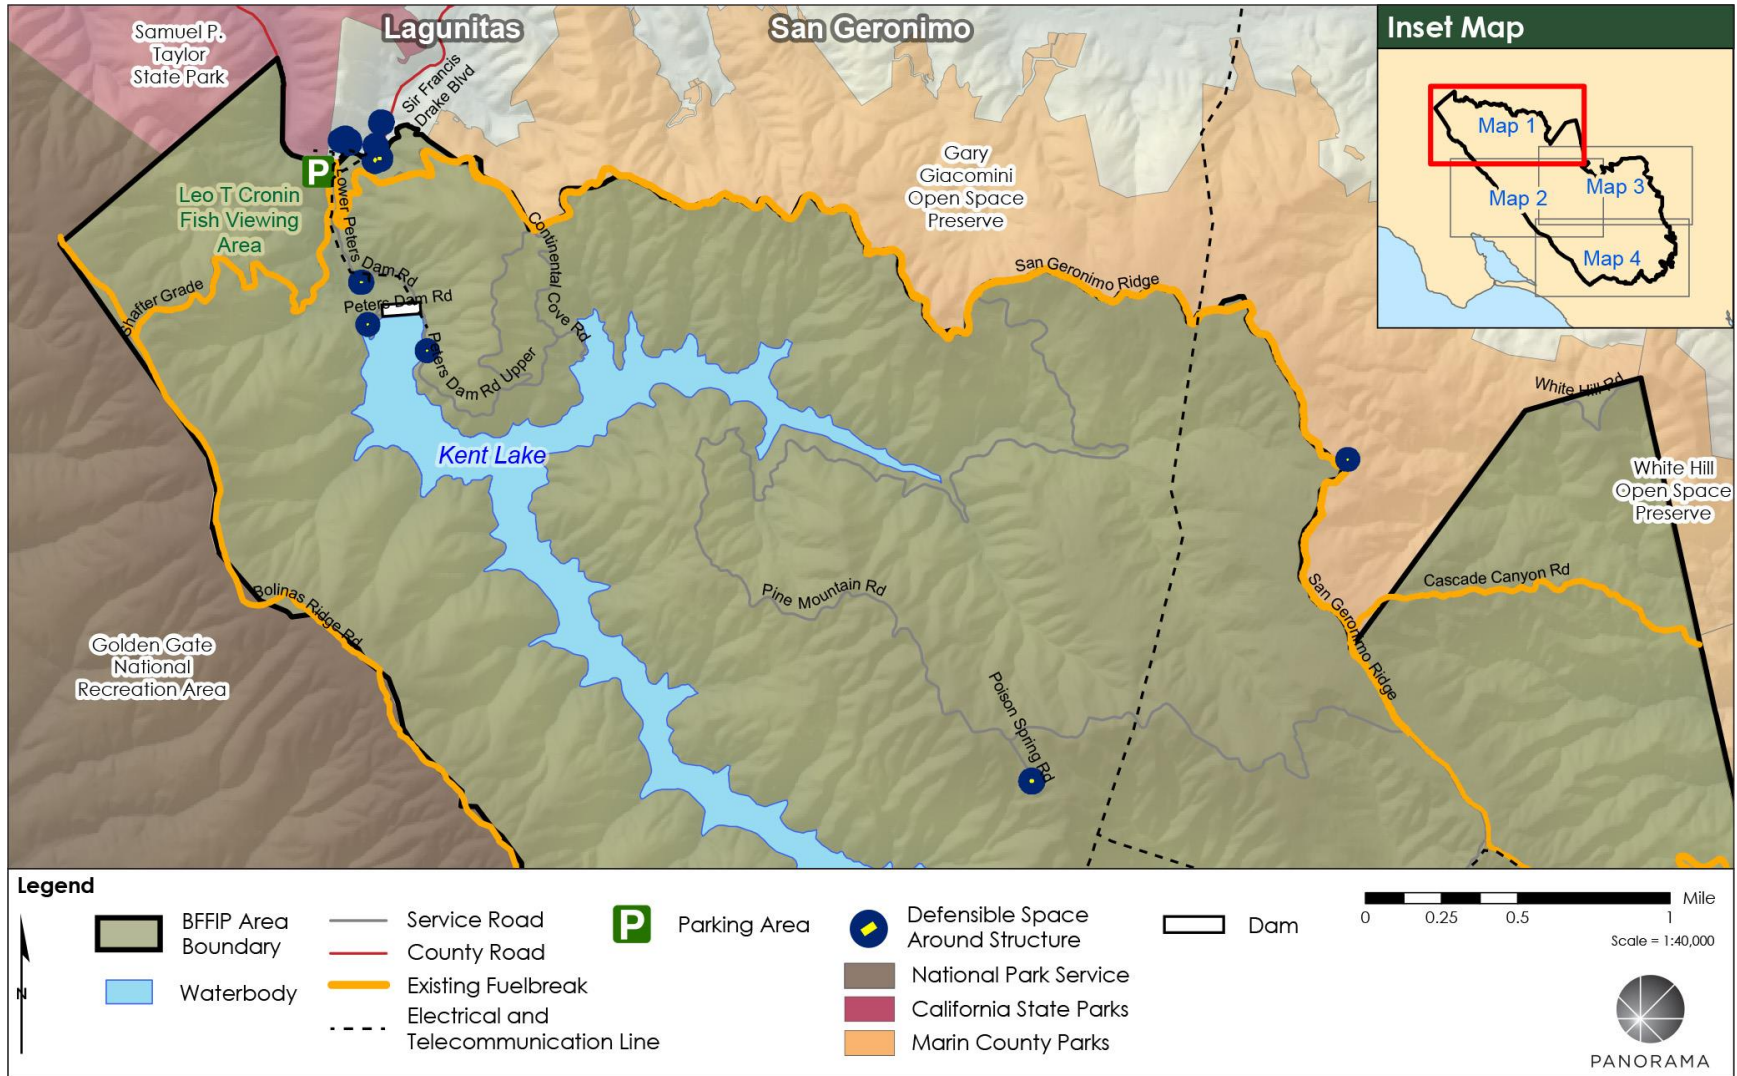 Samuel P.
Taylor
State Park
Lagunitas
San Geronimo
Sir Francis
Drake Blvd
Inset Map
Map 1
Map 2
Map 3
Map 4
P
Leo T Cronin
Fish Viewing
Area
Lower Peters
Dam Rd
Peters Dam Rd
Shafter Grade
Continental Cove Rd
Peters Dam Rd Upper
Gary
Giacomini
Open Space
Preserve
San Geronimo Ridge
White Hill Rd
White Hill
Open Space
Preserve
Kent Lake
Cascade Canyon Rd
San Geronimo Ridge
Pine Mountain Rd
Bolinas Ridge Rd
Golden Gate
National
Recreation Area
Poison Spring Rd
Legend
N
BFFIP Area
Boundary
Waterbody
Service Road
County Road
Existing Fuelbreak
Electrical and
Telecommunication Line
P
Parking Area
Defensible Space
Around Structure
National Park Service
California State Parks
Marin County Parks
Dam
Mile
0 0.25 0.5 1
Scale = 1:40,000
PANORAMA